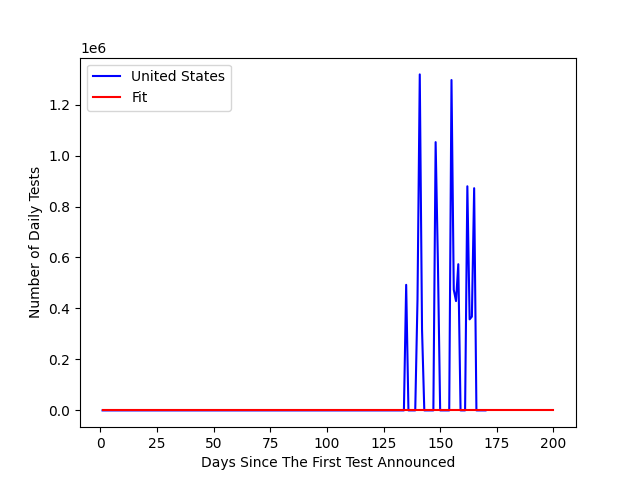 1e6
United States
Fit
1.2
1.0
0.8
0.6
0.4
0.2
0.0
Number of Daily Tests
0 25 50 75 100 125 150 175 200
Days Since The First Test Announced